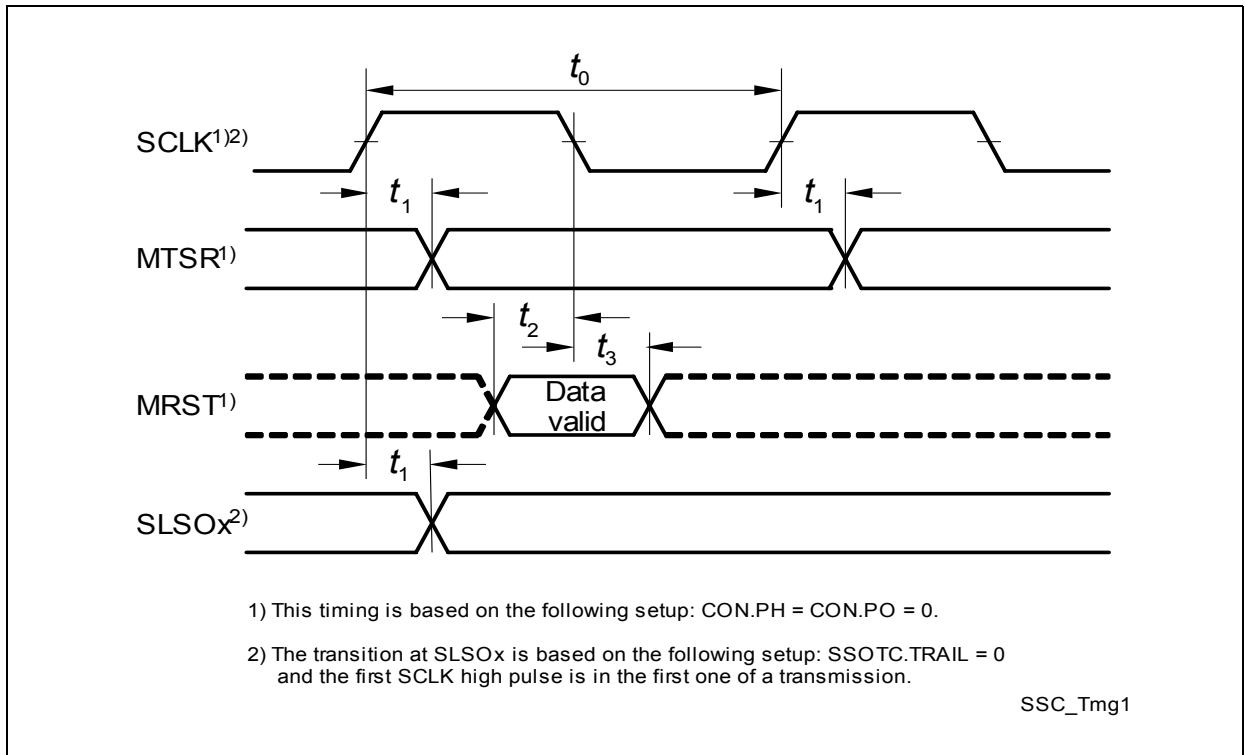 t0
SCLK1)2)
t1
t1
MTSR1)
t2
t3
MRST1)
Data
valid
t1
SLSOx2)
1) This timing is based on the following setup: CON.PH = CON.PO = 0.
2) The transition at SLSOx is based on the following setup: SSOTC.TRAIL = 0
and the first SCLK high pulse is in the first one of a transmission.
SSC_Tmg1